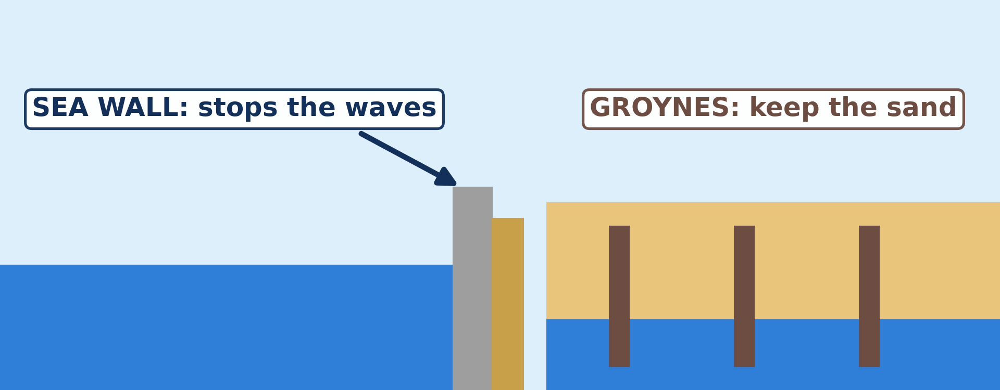 SEA WALL: stops the waves
GROYNES: keep the sand